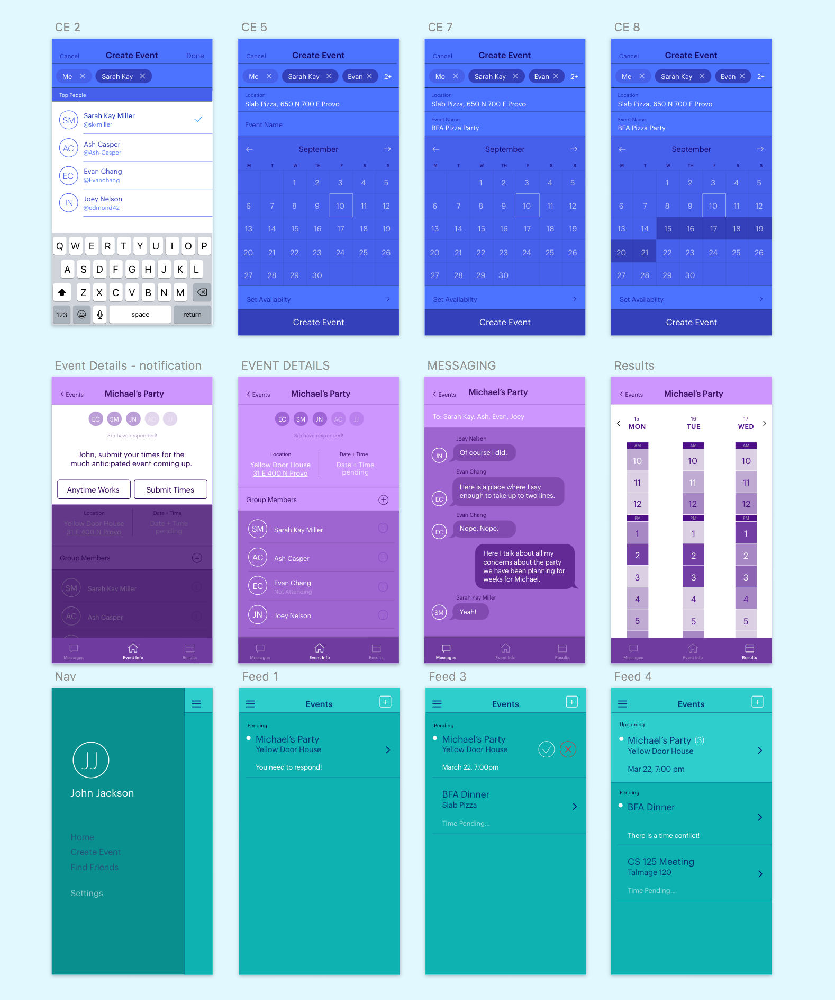 CE 2
Cancel Create Event Done
Me Sarah Kay
Top People
SM Sarah Kay Miller
@sk-miller
AC Ash Casper
@Ash-Casper
EC Evan Chang
@Evanchang
JN Joey Nelson
@edmond42
Q W E R T Y U I O P
A S D F G H J K L
Z X C V B N M
123 space return
CE 5
Cancel Create Event
Me Sarah Kay Evan 2+
Location
Slab Pizza, 650 N 700 E Provo
Event Name
September
M T W TH F S S
1 2 3 4 5
6 7 8 9 10 11 12
13 14 15 16 17 18 19
20 21 22 23 24 25 26
27 28 29 30
Set Availabilty
Create Event
CE 7
Cancel Create Event
Me Sarah Kay Evan 2+
Location
Slab Pizza, 650 N 700 E Provo
Event Name
BFA Pizza Party
September
M T W TH F S S
1 2 3 4 5
6 7 8 9 10 11 12
13 14 15 16 17 18 19
20 21 22 23 24 25 26
27 28 29 30
Set Availabilty
Create Event
CE 8
Cancel Create Event
Me Sarah Kay Evan 2+
Location
Slab Pizza, 650 N 700 E Provo
Event Name
BFA Pizza Party
September
M T W TH F S S
1 2 3 4 5
6 7 8 9 10 11 12
13 14 15 16 17 18 19
20 21 22 23 24 25 26
27 28 29 30
Set Availabilty
Create Event
Event Details - notification
Events Michael's Party
EC SM JN AC JJ
3/5 have responded!
John, submit your times for the
much anticipated event coming up.
Anytime Works Submit Times
Location Date + Time
Yellow Door House Date + Time
31 E 400 N Provo pending
Group Members
SM Sarah Kay Miller
AC Ash Casper
Messages Event Info Results
EVENT DETAILS
Events Michael's Party
EC SM JN AC JJ
3/5 have responded!
Location Date + Time
Yellow Door House Date + Time
31 E 400 N Provo pending
Group Members
SM Sarah Kay Miller
AC Ash Casper
EC Evan Chang
Not Attending
JN Joey Nelson
Messages Event Info Results
MESSAGING
Events Michael's Party
To: Sarah Kay, Ash, Evan, Joey
Joey Nelson
JN Of course I did.
Evan Chang
Here is a place where I say
EC enough to take up to two lines.
Evan Chang
EC Nope. Nope.
Here I talk about all my
concerns about the party
we have been planning for
weeks for Michael.
Sarah Kay Miller
SM Yeah!
Messages Event Info Results
Results
Events Michael's Party
15 16 17
MON TUE WED
AM AM AM
10 10 10
11 11 11
12 12 12
PM PM PM
1 1 1
2 2 2
3 3 3
4 4 4
5 5 5
Messages Event Info Results
Nav
JJ
John Jackson
Home
Create Event
Find Friends
Settings
Feed 1
Events
Pending
Michael's Party
Yellow Door House
You need to respond!
Feed 3
Events
Pending
Michael's Party
Yellow Door House
March 22, 7:00pm
BFA Dinner
Slab Pizza
Time Pending...
Feed 4
Events
Upcoming
Michael's Party (3)
Yellow Door House
Mar 22, 7:00 pm
Pending
BFA Dinner
There is a time conflict!
CS 125 Meeting
Talmage 120
Time Pending...